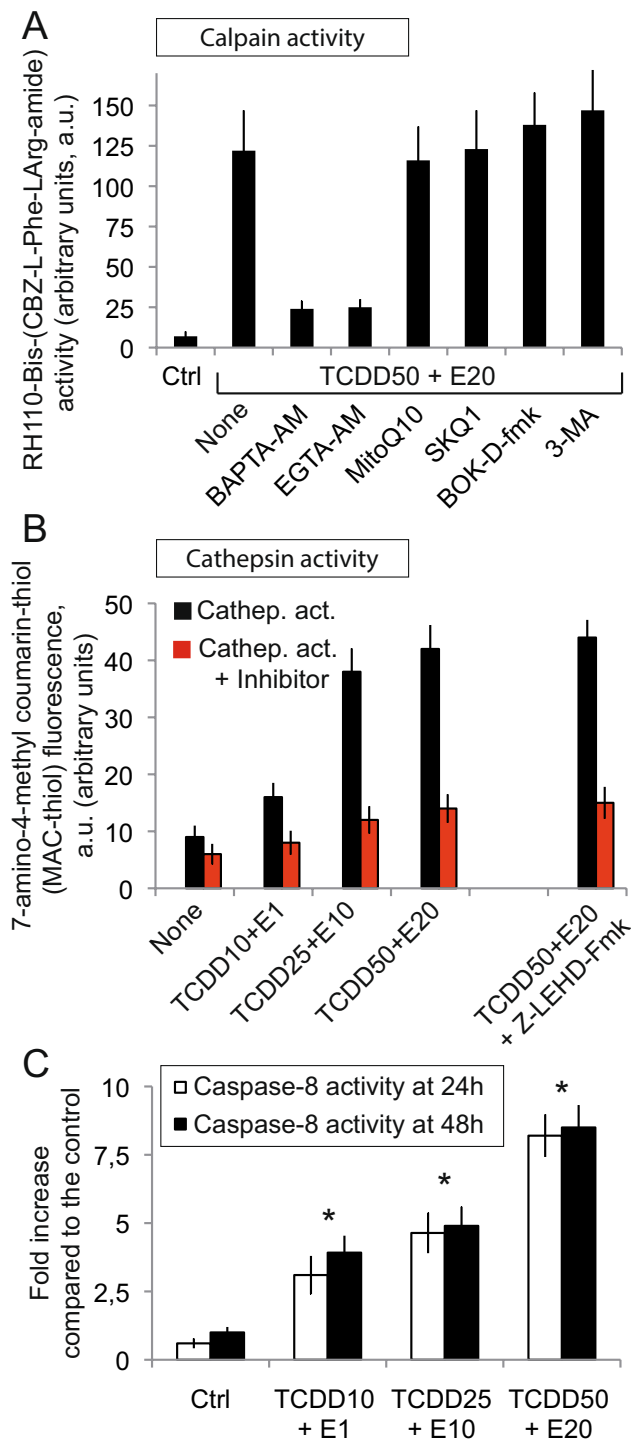 A
Calpain activity
RH110-Bis-(CBZ-L-Phe-LArg-amide)
activity (arbitrary units, a.u.)
150
125
100
75
50
25
0
Ctrl
TCDD50 + E20
None
BAPTA-AM
EGTA-AM
MitoQ10
SKQ1
BOK-D-fmk
3-MA
B
Cathepsin activity
7-amino-4-methyl coumarin-thiol
(MAC-thiol) fluorescence,
a.u. (arbitrary units)
50
40
30
20
10
0
Cathep. act.
Cathep. act.
+ Inhibitor
None
TCDD10+E1
TCDD25+E10
TCDD50+E20
TCDD50+E20
+ Z-LEHD-Fmk
C
Fold increase
compared to the control
10
7,5
5
2,5
0
Caspase-8 activity at 24h
Caspase-8 activity at 48h
*
*
*
Ctrl
TCDD10
+ E1
TCDD25
+ E10
TCDD50
+ E20